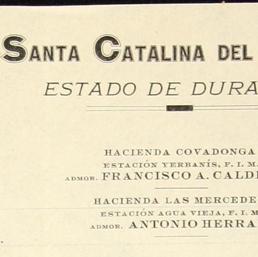 SANTA CATALINA DEL
ESTADO DE DURA
HACIENDA COVADONGA
ESTACIÓN YERBANÍS, F. I. M.
ADMOR. FRANCISCO A. CALDE
HACIENDA LAS MERCEDE
ESTACIÓN AGUA VIEJA, F. I. M
ADMOR. ANTONIO HERRA